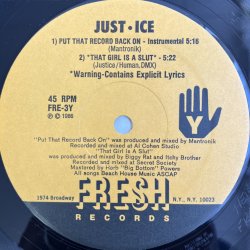 JUST·ICE
1) PUT THAT RECORD BACK ON - Instrumental 5:16
(Mantronik)
2) "THAT GIRL IS A SLUT" - 5:22
(Justice/Human, DMX)
*Warning-Contains Explicit Lyrics
45 RPM
FRE-3Y
© ℗ 1986
Y
"Put That Record Back On" was produced and mixed by Mantronik
Recorded and mixed at Al Cohen Studio
"That Girl Is a Slut"
was produced and mixed by Biggy Rat and Itchy Brother
Recorded and mixed at Secret Society
Mastered by Herb "Pump" Powers
All songs Beach House Music ASCAP
FRESH
1974 Broadway
N.Y., N.Y. 10023
RECORDS